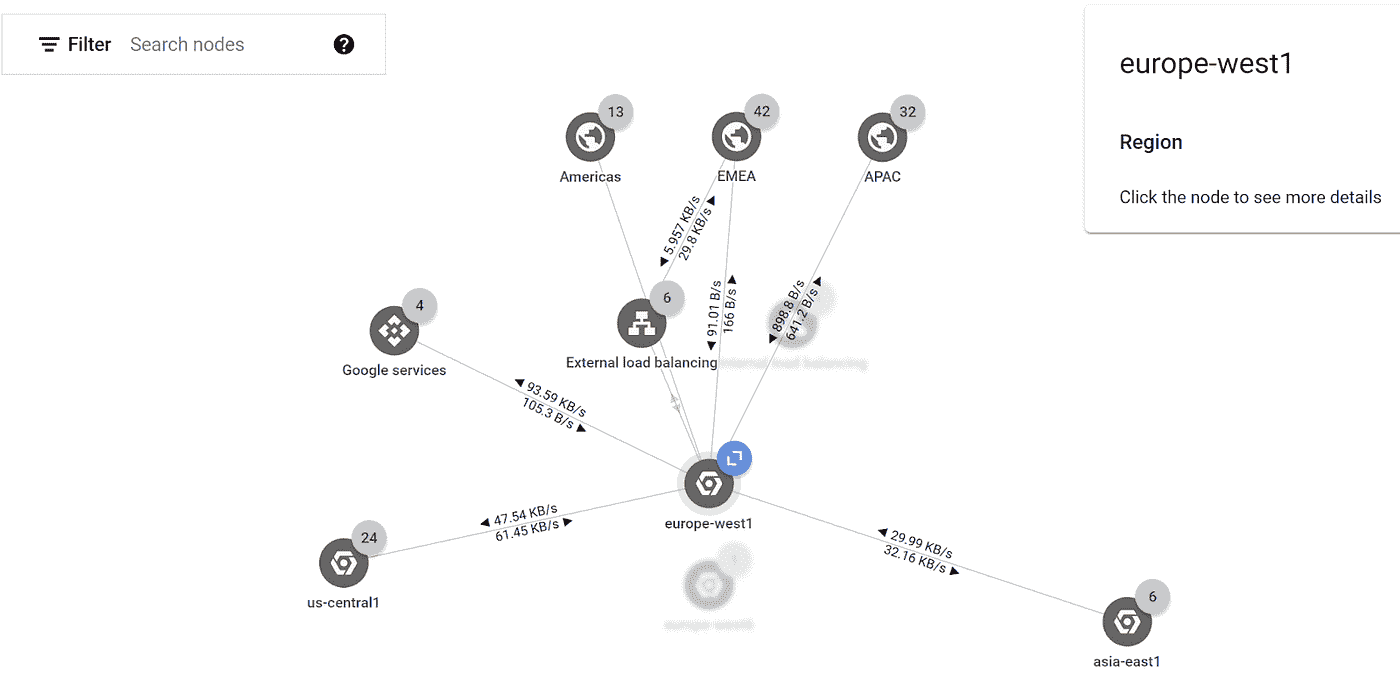 Filter Search nodes ?
europe-west1
Region
Click the node to see more details
13
42
32
Americas
EMEA
APAC
5.957 KB/s
29.8 KB/s
91.01 B/s
166 B/s
898.8 B/s
641.2 B/s
4
6
Google services
External load balancing
external load balancing
93.59 KB/s
105.3 B/s
europe-west1
47.54 KB/s
61.45 KB/s
29.99 KB/s
32.16 KB/s
24
us-central1
6
asia-east1